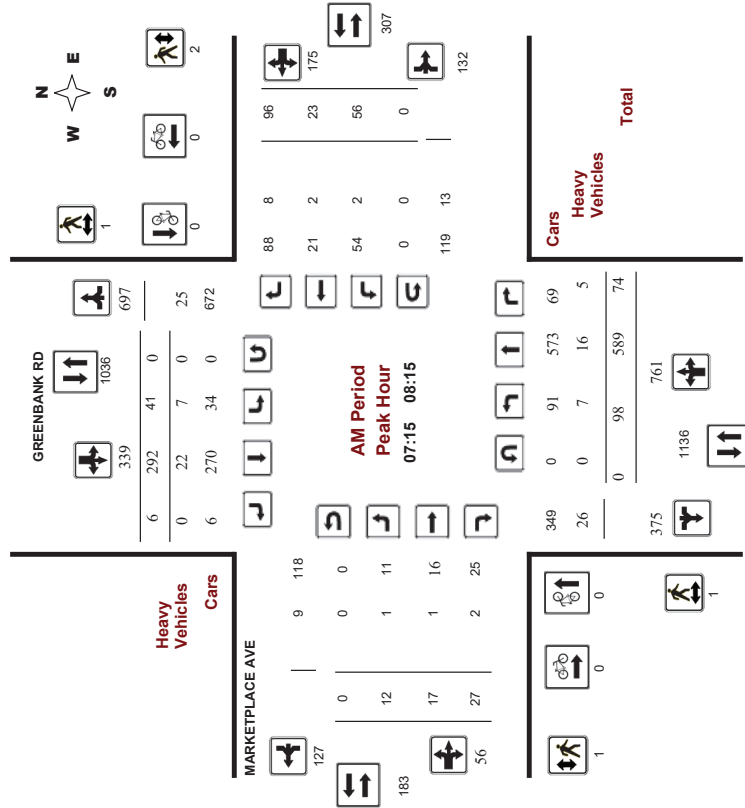 N
W E
S
2
0
0
1
GREENBANK RD
1036
339
697
6 292 41 0
Heavy
Vehicles
0 22 7 0 25
Cars
6 270 34 0 672
307
175
132
88 8 96
21 2 23
54 2 56
0 0 0
119 13
AM Period
Peak Hour
07:15 08:15
MARKETPLACE AVE
127
183
56
9 118
0 0 0
12 1 11
17 1 16
27 2 25
Cars
349 0 91 573 69
Heavy
Vehicles
26 0 7 16 5
Total
0 98 589 74
375
761
1136
0
0
1
1